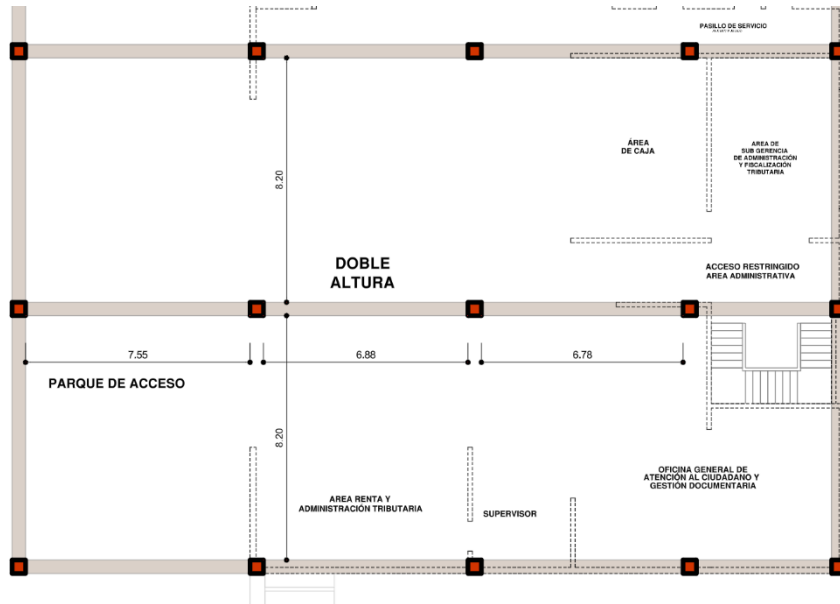 PASILLO DE SERVICIO
ÁREA
DE CAJA
AREA DE
SUB GERENCIA
DE ADMINISTRACIÓN
Y FISCALIZACIÓN
TRIBUTARIA
8.20
DOBLE
ALTURA
ACCESO RESTRINGIDO
AREA ADMINISTRATIVA
7.55
6.88
6.78
PARQUE DE ACCESO
8.20
OFICINA GENERAL DE
ATENCIÓN AL CIUDADANO Y
GESTIÓN DOCUMENTARIA
AREA RENTA Y
ADMINISTRACIÓN TRIBUTARIA
SUPERVISOR